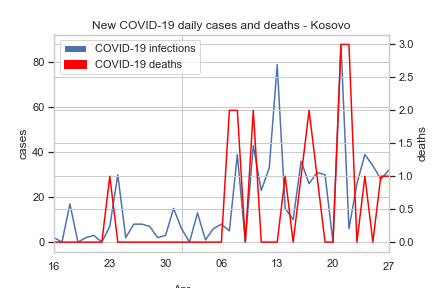 New COVID-19 daily cases and deaths - Kosovo
COVID-19 infections
COVID-19 deaths
80
60
40
20
0
cases
3.0
2.5
2.0
1.5
1.0
0.5
0.0
deaths
16 23 30 06 13 20 27
Apr